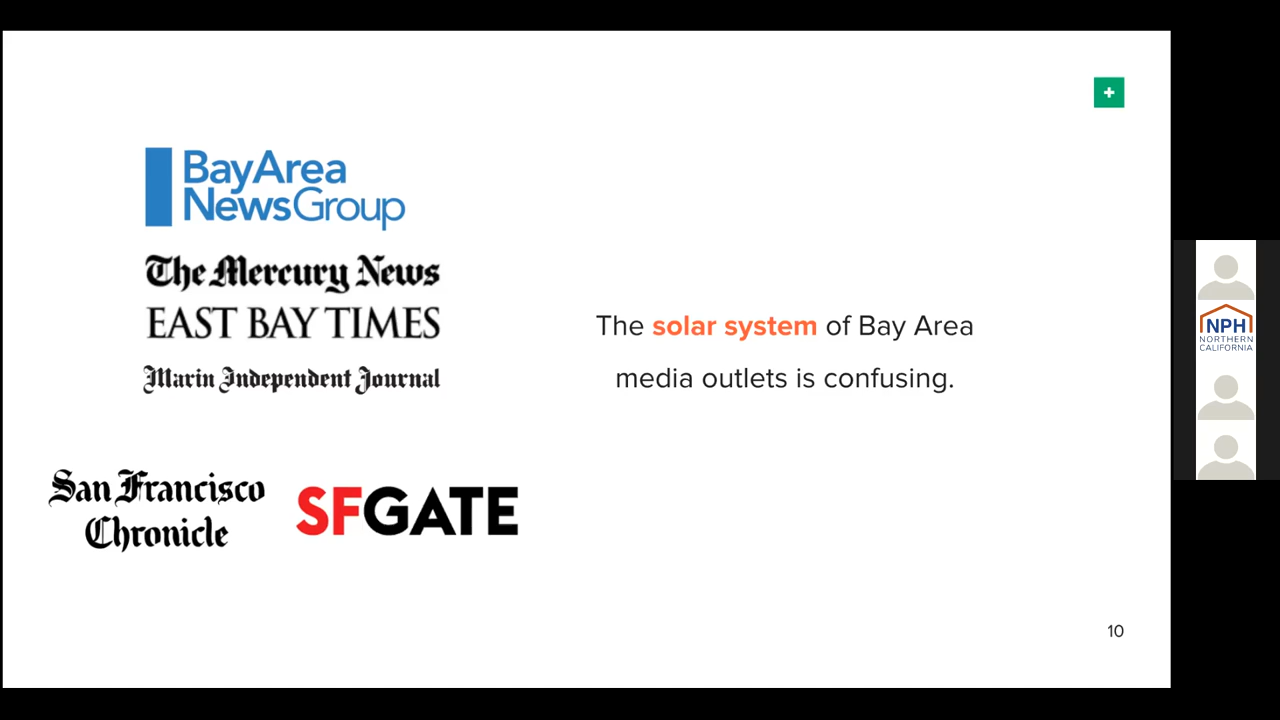 BayArea
NewsGroup
The Mercury News
EAST BAY TIMES
Marin Independent Journal
San Francisco
Chronicle
SFGATE
The solar system of Bay Area
media outlets is confusing.
10
NPH
NORTHERN
CALIFORNIA